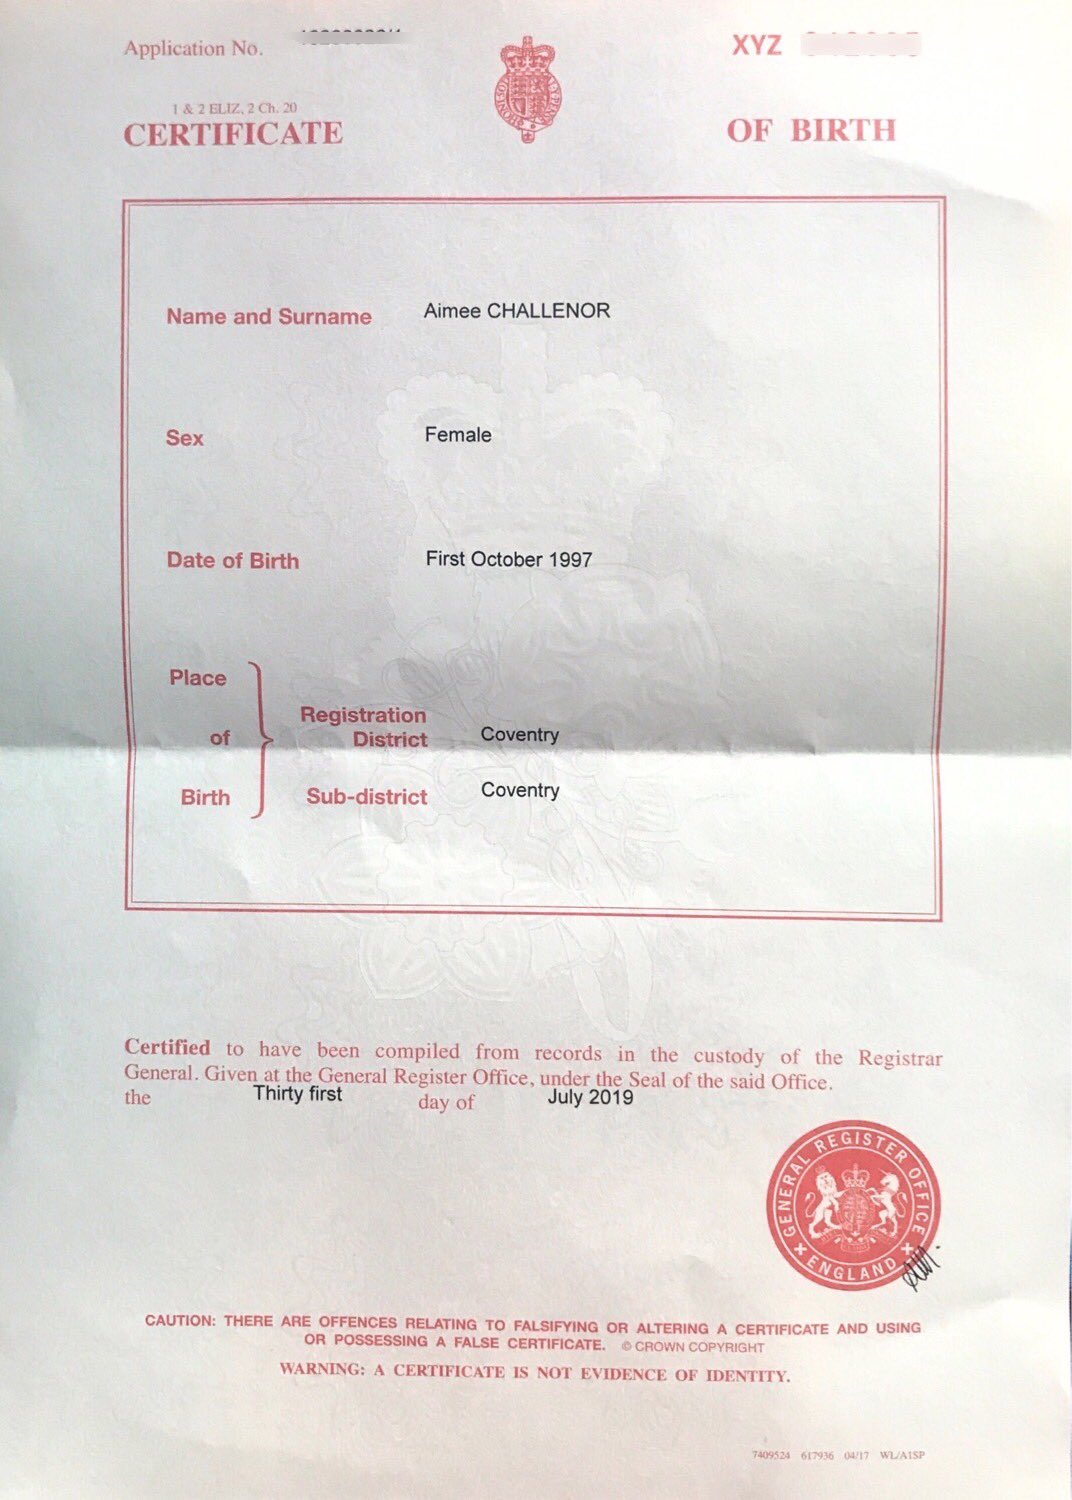 Application No.
XYZ
1 & 2 ELIZ, 2 Ch. 20
CERTIFICATE OF BIRTH
Name and Surname Aimee CHALLENOR
Sex Female
Date of Birth First October 1997
Place
of
Birth
Registration
District Coventry
Sub-district Coventry
Certified to have been compiled from records in the custody of the Registrar
General. Given at the General Register Office, under the Seal of the said Office.
the Thirty first day of July 2019
GENERAL REGISTER OFFICE
ENGLAND
CAUTION: THERE ARE OFFENCES RELATING TO FALSIFYING OR ALTERING A CERTIFICATE AND USING
OR POSSESSING A FALSE CERTIFICATE. © CROWN COPYRIGHT
WARNING: A CERTIFICATE IS NOT EVIDENCE OF IDENTITY.
7409524 617936 04/17 WL/A1SP